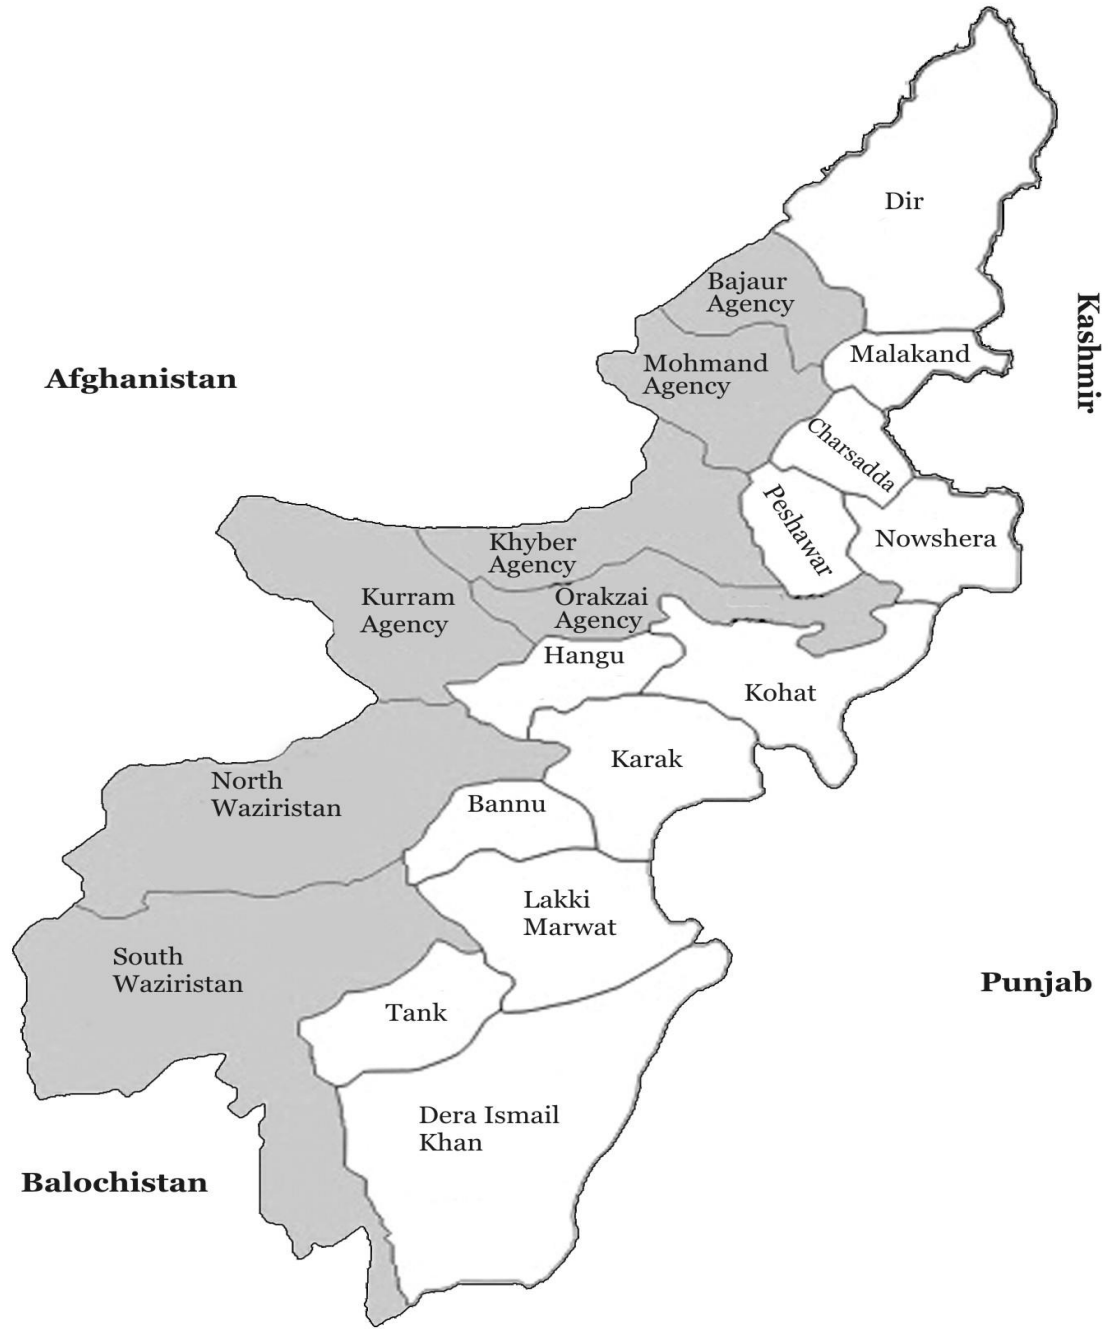 Dir
Bajaur
Agency
Kashmir
Malakand
Mohmand
Agency
Afghanistan
Charsadda
Peshawar
Nowshera
Khyber
Agency
Kurram
Agency
Orakzai
Agency
Hangu
Kohat
Karak
North
Waziristan
Bannu
Lakki
Marwat
South
Waziristan
Punjab
Tank
Dera Ismail
Khan
Balochistan